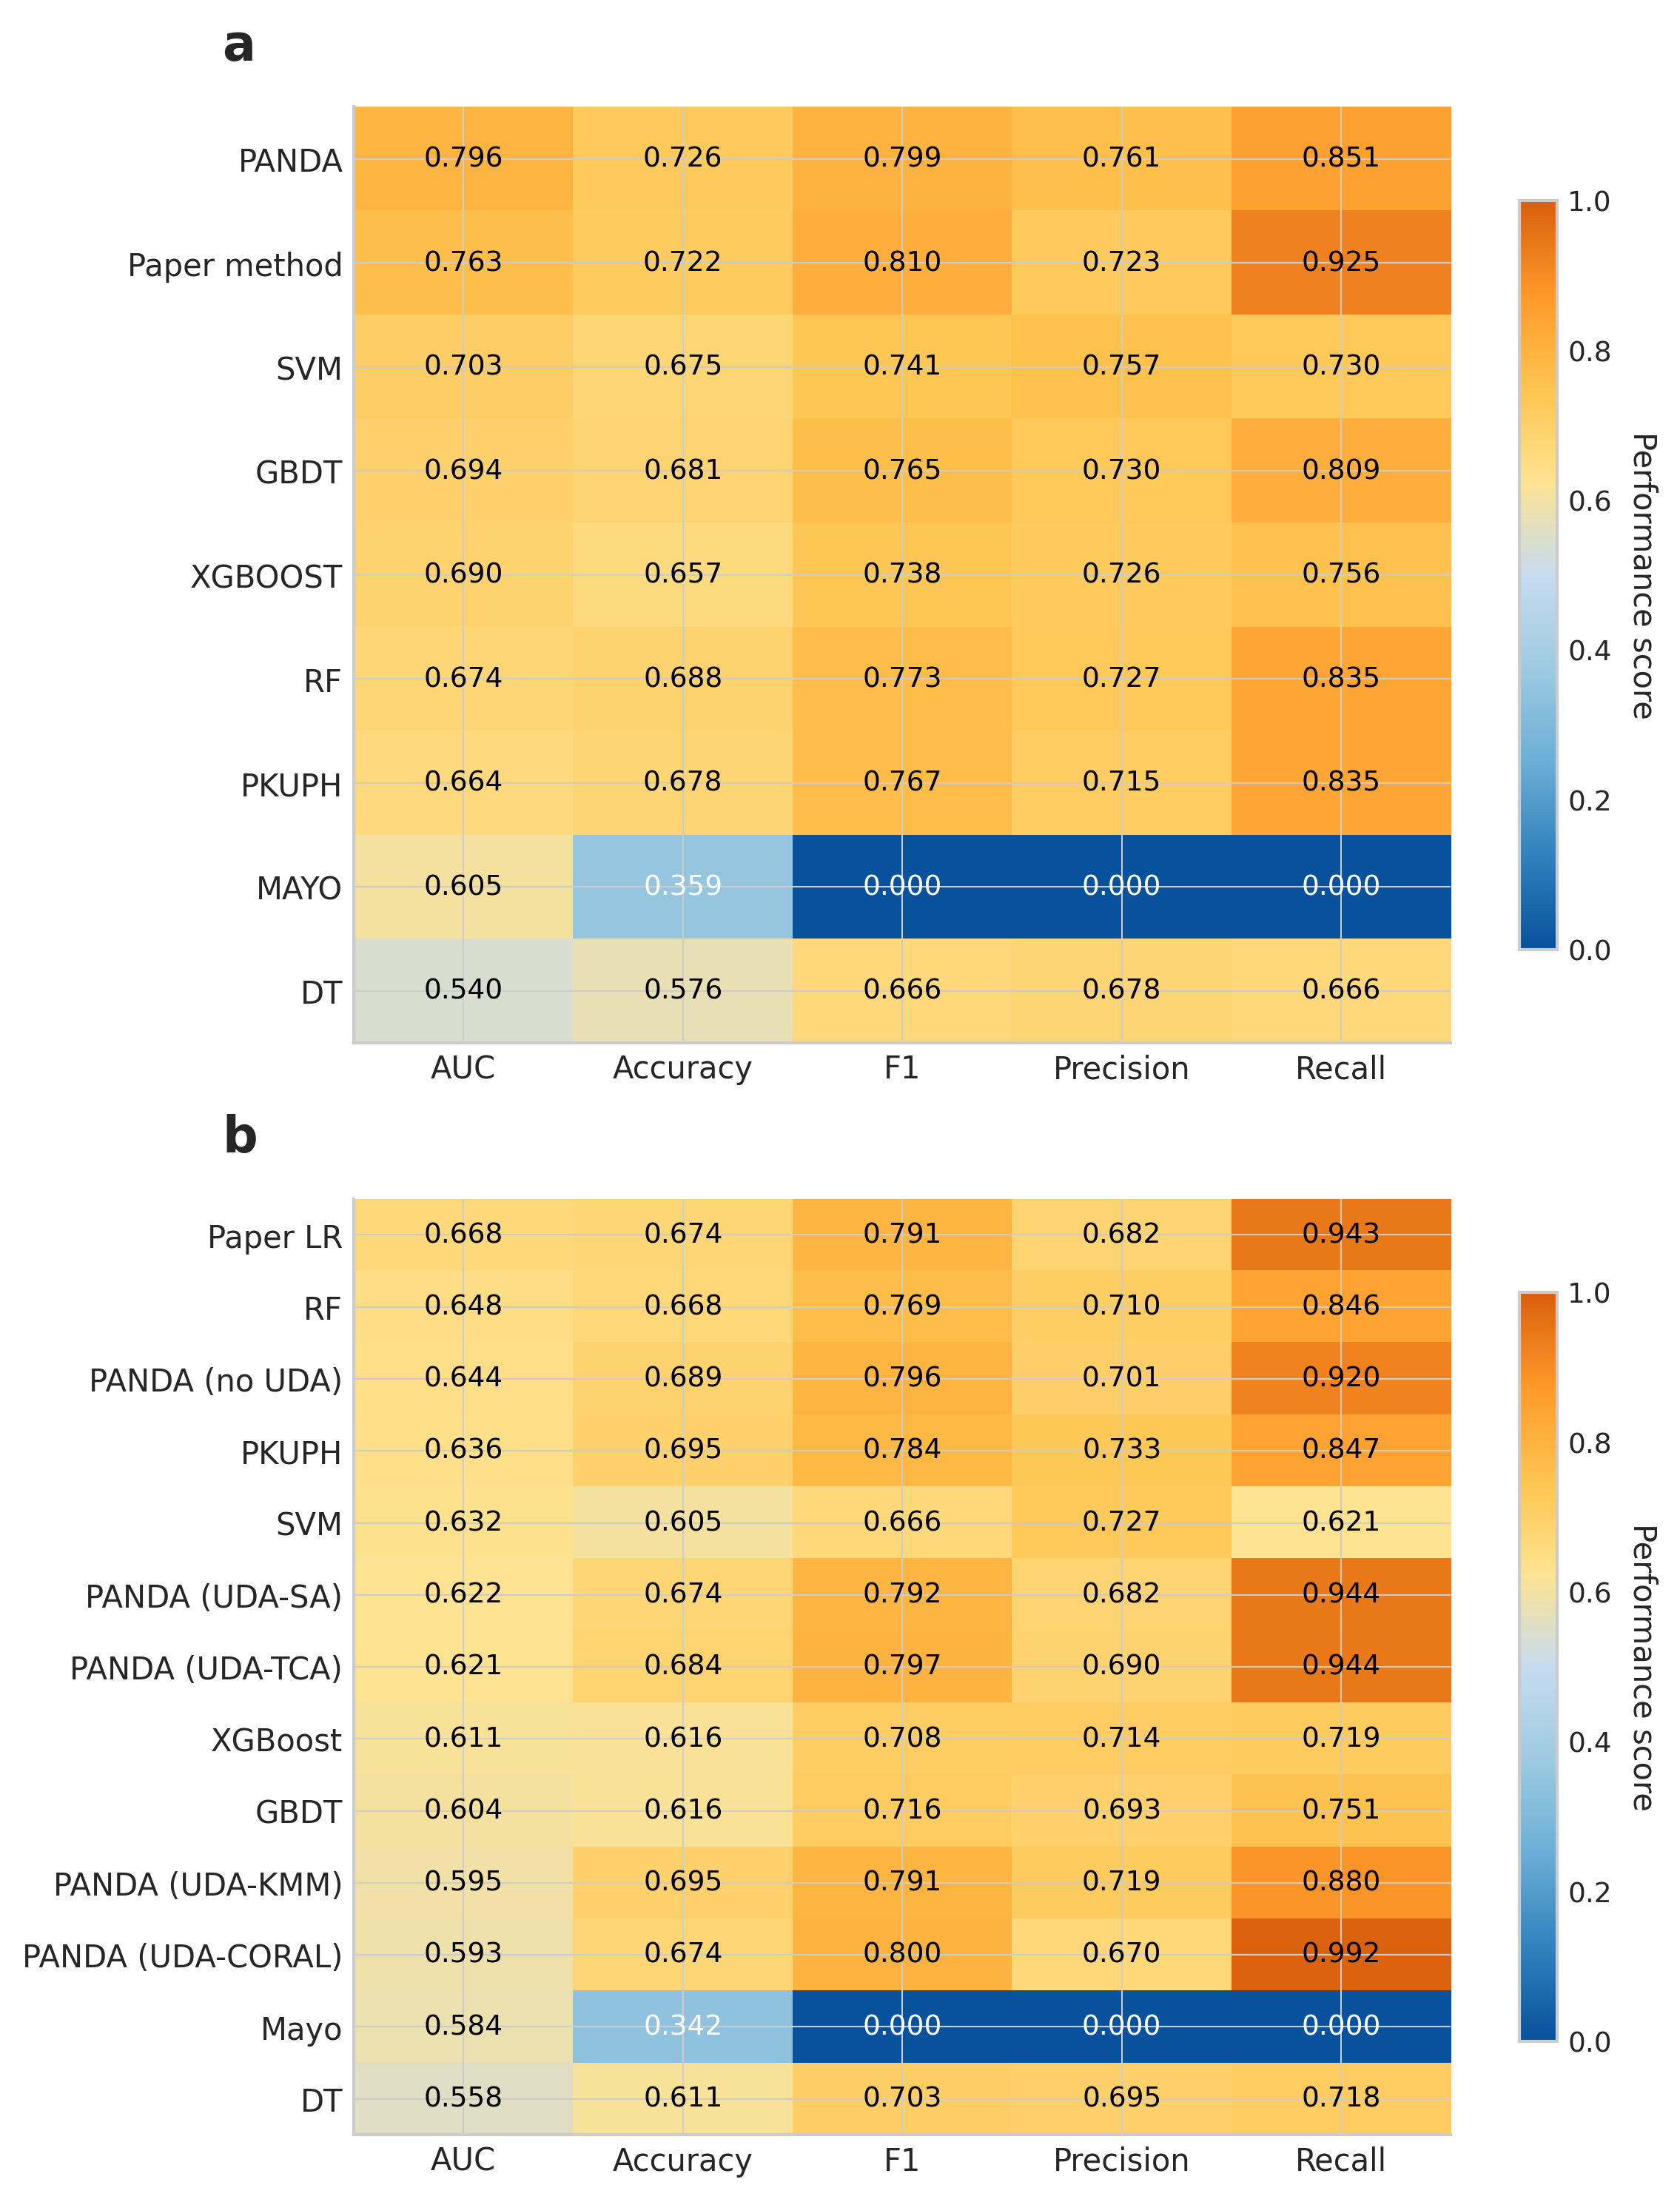 a
PANDA 0.796 0.726 0.799 0.761 0.851
Paper method 0.763 0.722 0.810 0.723 0.925
SVM 0.703 0.675 0.741 0.757 0.730
GBDT 0.694 0.681 0.765 0.730 0.809
XGBOOST 0.690 0.657 0.738 0.726 0.756
RF 0.674 0.688 0.773 0.727 0.835
PKUPH 0.664 0.678 0.767 0.715 0.835
MAYO 0.605 0.359 0.000 0.000 0.000
DT 0.540 0.576 0.666 0.678 0.666
AUC Accuracy F1 Precision Recall
1.0
0.8
0.6
0.4
0.2
0.0
Performance score
b
Paper LR 0.668 0.674 0.791 0.682 0.943
RF 0.648 0.668 0.769 0.710 0.846
PANDA (no UDA) 0.644 0.689 0.796 0.701 0.920
PKUPH 0.636 0.695 0.784 0.733 0.847
SVM 0.632 0.605 0.666 0.727 0.621
PANDA (UDA-SA) 0.622 0.674 0.792 0.682 0.944
PANDA (UDA-TCA) 0.621 0.684 0.797 0.690 0.944
XGBoost 0.611 0.616 0.708 0.714 0.719
GBDT 0.604 0.616 0.716 0.693 0.751
PANDA (UDA-KMM) 0.595 0.695 0.791 0.719 0.880
PANDA (UDA-CORAL) 0.593 0.674 0.800 0.670 0.992
Mayo 0.584 0.342 0.000 0.000 0.000
DT 0.558 0.611 0.703 0.695 0.718
AUC Accuracy F1 Precision Recall
1.0
0.8
0.6
0.4
0.2
0.0
Performance score